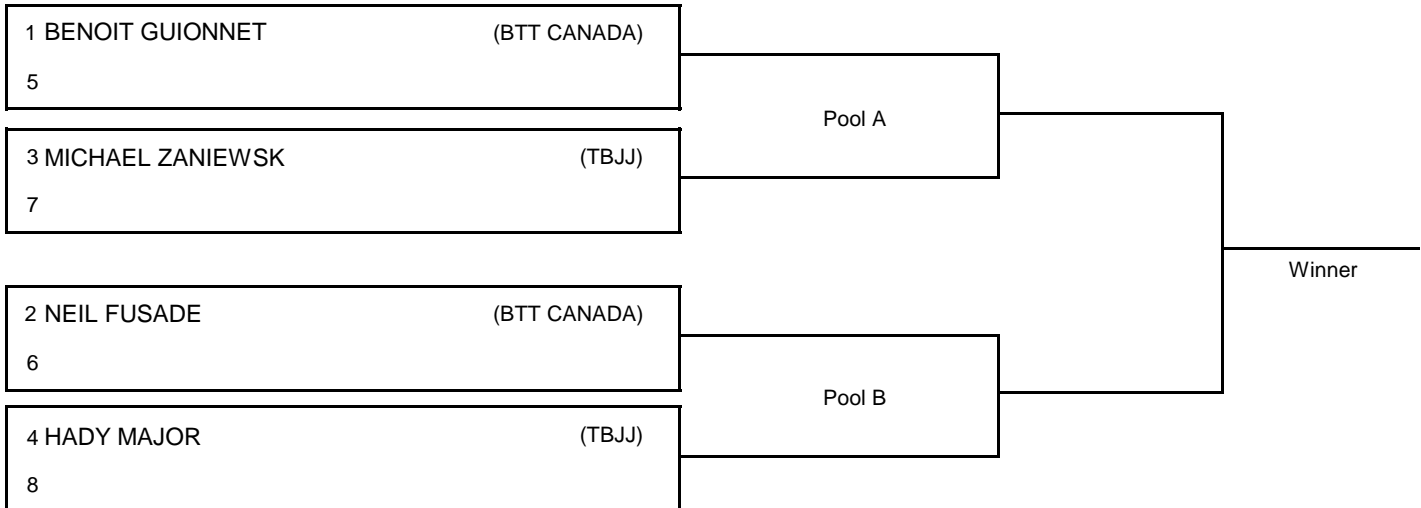 1 BENOIT GUIONNET (BTT CANADA)
5
Pool A
3 MICHAEL ZANIEWSK (TBJJ)
7
Winner
2 NEIL FUSADE (BTT CANADA)
6
Pool B
4 HADY MAJOR (TBJJ)
8